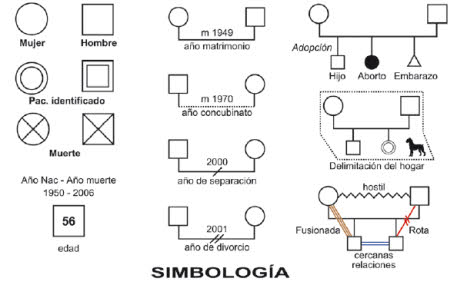 Mujer
Hombre
Pac. identificado
Muerte
Año Nac - Año muerte
1950 - 2006
56
edad
m 1949
año matrimonio
m 1970
año concubinato
2000
año de separación
2001
año de divorcio
Adopción
Hijo
Aborto
Embarazo
Delimitación del hogar
hostil
Fusionada
Rota
cercanas
relaciones
SIMBOLOGÍA